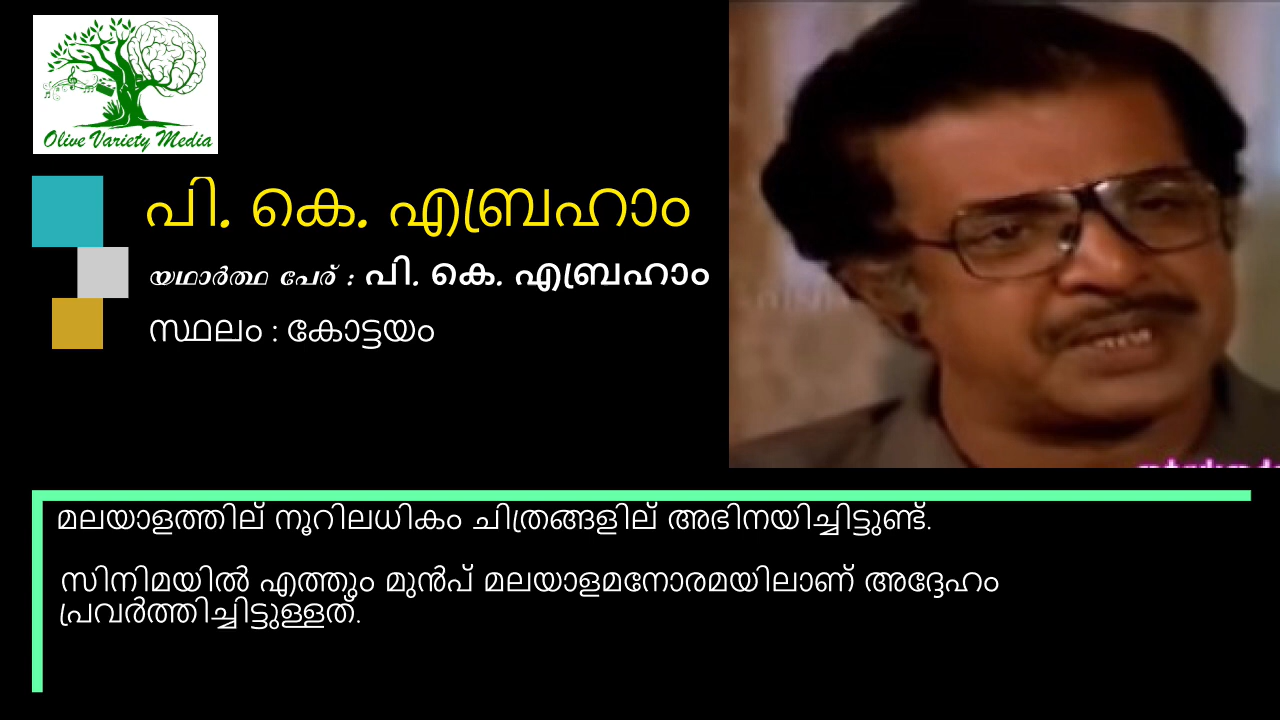 Olive Variety Media
പി. കെ. എബ്രഹാം
യഥാർത്ഥ പേര് : പി. കെ. എബ്രഹാം
സ്ഥലം : കോട്ടയം
മലയാളത്തില് നൂറിലധികം ചിത്രങ്ങളില് അഭിനയിച്ചിട്ടുണ്ട്.
സിനിമയിൽ എത്തും മുൻപ് മലയാളമനോരമയിലാണ് അദ്ദേഹം
പ്രവർത്തിച്ചിട്ടുള്ളത്.